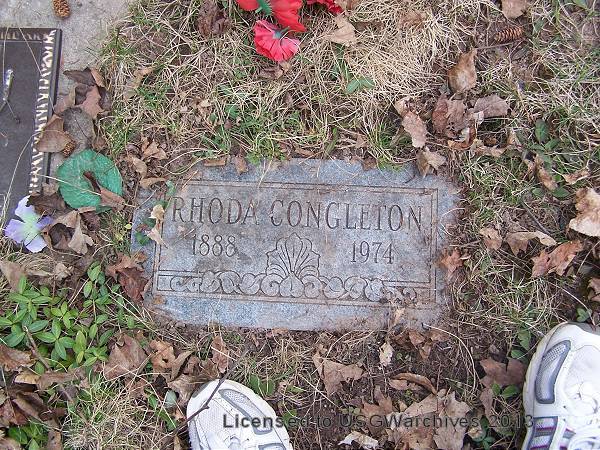 RHODA CONGLETON
1888 1974
Licensed to USGWarchives 2013